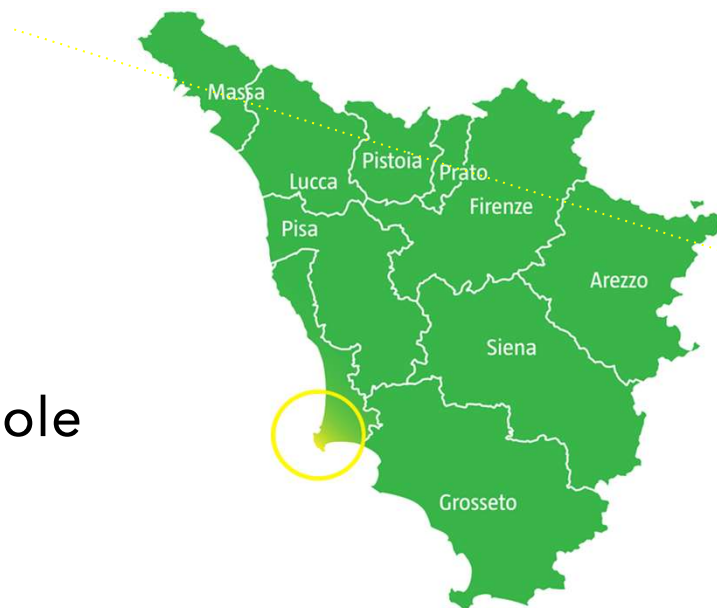 Massa
Pistoia
Prato
Lucca
Firenze
Pisa
Arezzo
Siena
ole
Grosseto